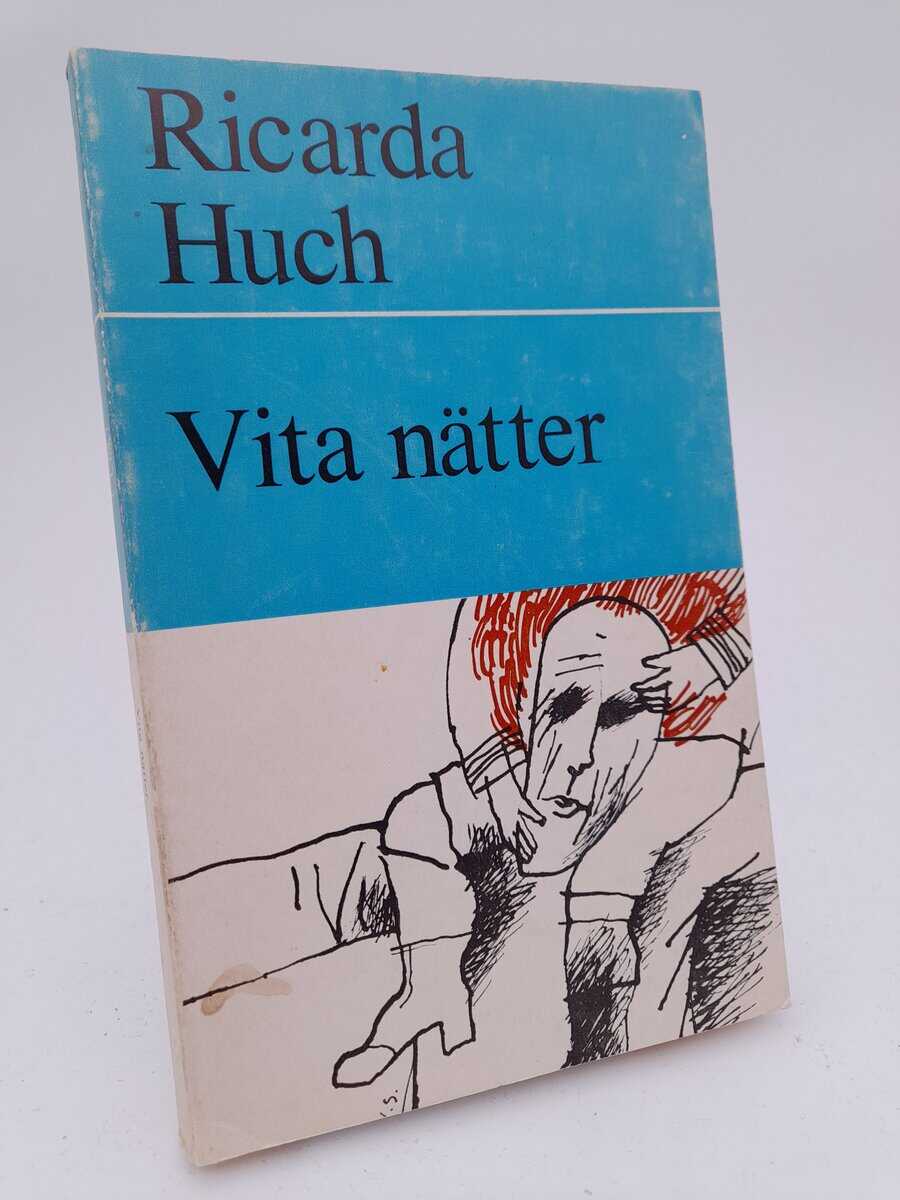 Ricarda
Huch
Vita nätter